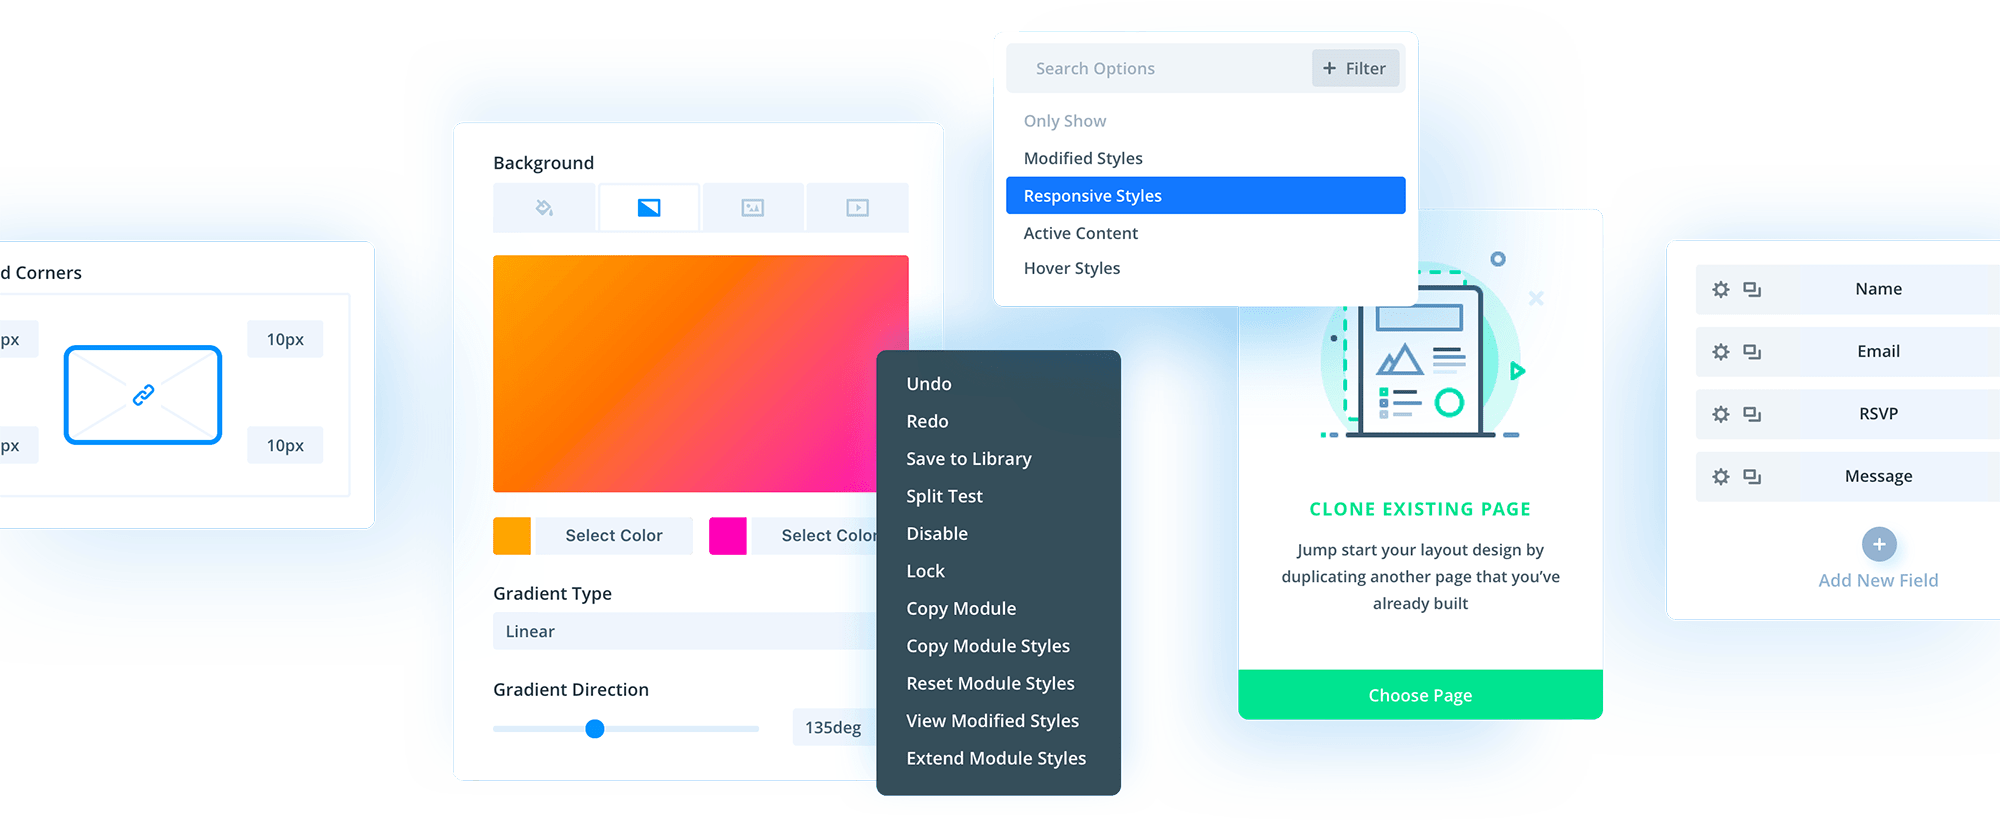 d Corners
px
10px
px
10px
Background
Select Color
Select Color
Gradient Type
Linear
Gradient Direction
135deg
Undo
Redo
Save to Library
Split Test
Disable
Lock
Copy Module
Copy Module Styles
Reset Module Styles
View Modified Styles
Extend Module Styles
Search Options
+ Filter
Only Show
Modified Styles
Responsive Styles
Active Content
Hover Styles
CLONE EXISTING PAGE
Jump start your layout design by
duplicating another page that you’ve
already built
Choose Page
Name
Email
RSVP
Message
Add New Field